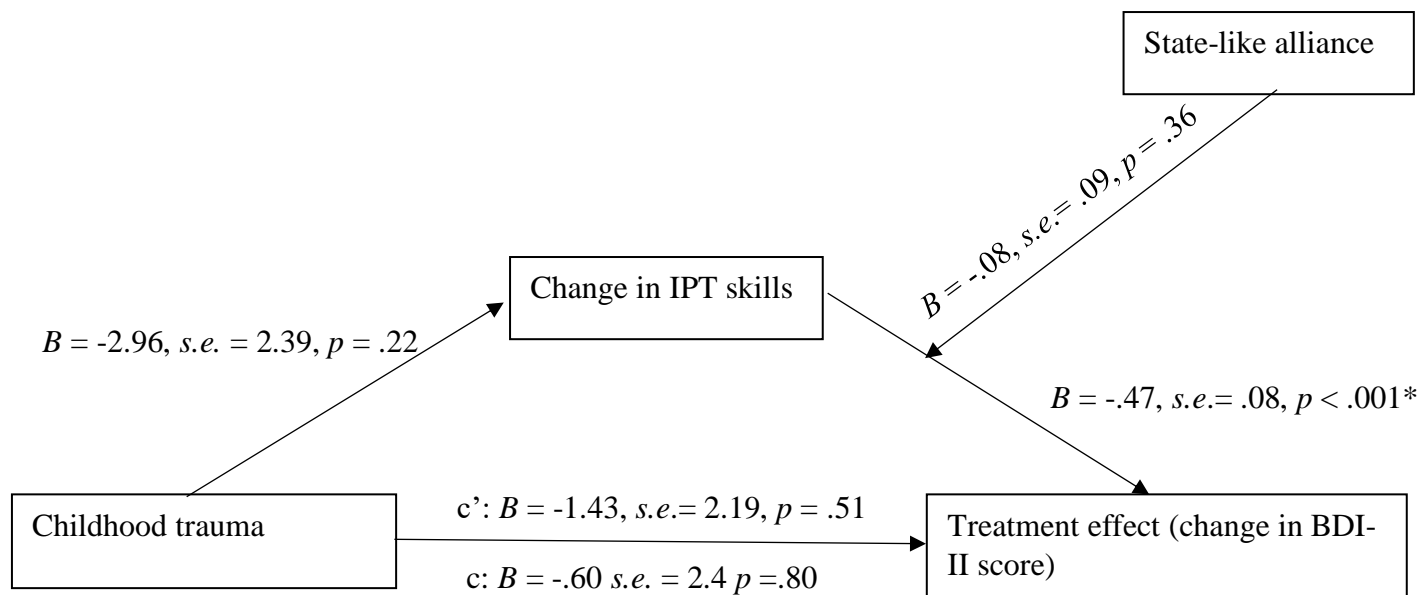 State-like alliance
B = -.08, s.e.= .09, p = .36
Change in IPT skills
B = -2.96, s.e. = 2.39, p = .22
B = -.47, s.e.= .08, p < .001*
Childhood trauma
c’: B = -1.43, s.e.= 2.19, p = .51
c: B = -.60 s.e. = 2.4 p =.80
Treatment effect (change in BDI-
II score)